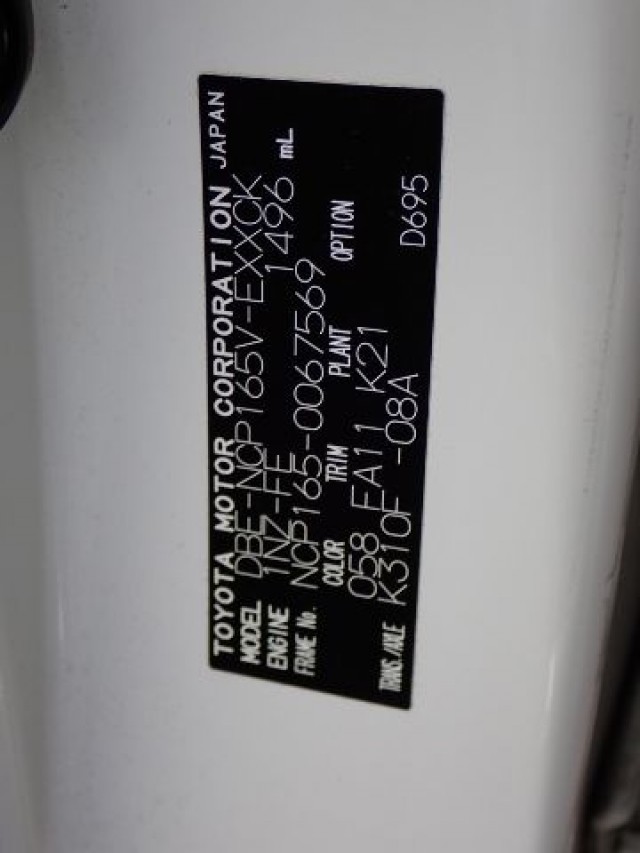 TOYOTA MOTOR CORPORATION JAPAN
MODEL DBE-NCP165V-EXXCK
ENGINE 1NZ-FE 1496 mL
FRAME No. NCP165-0067569
COLOR TRIM PLANT OPTION
058 FA11 K21
TRANS./AXLE K310F -08A D695